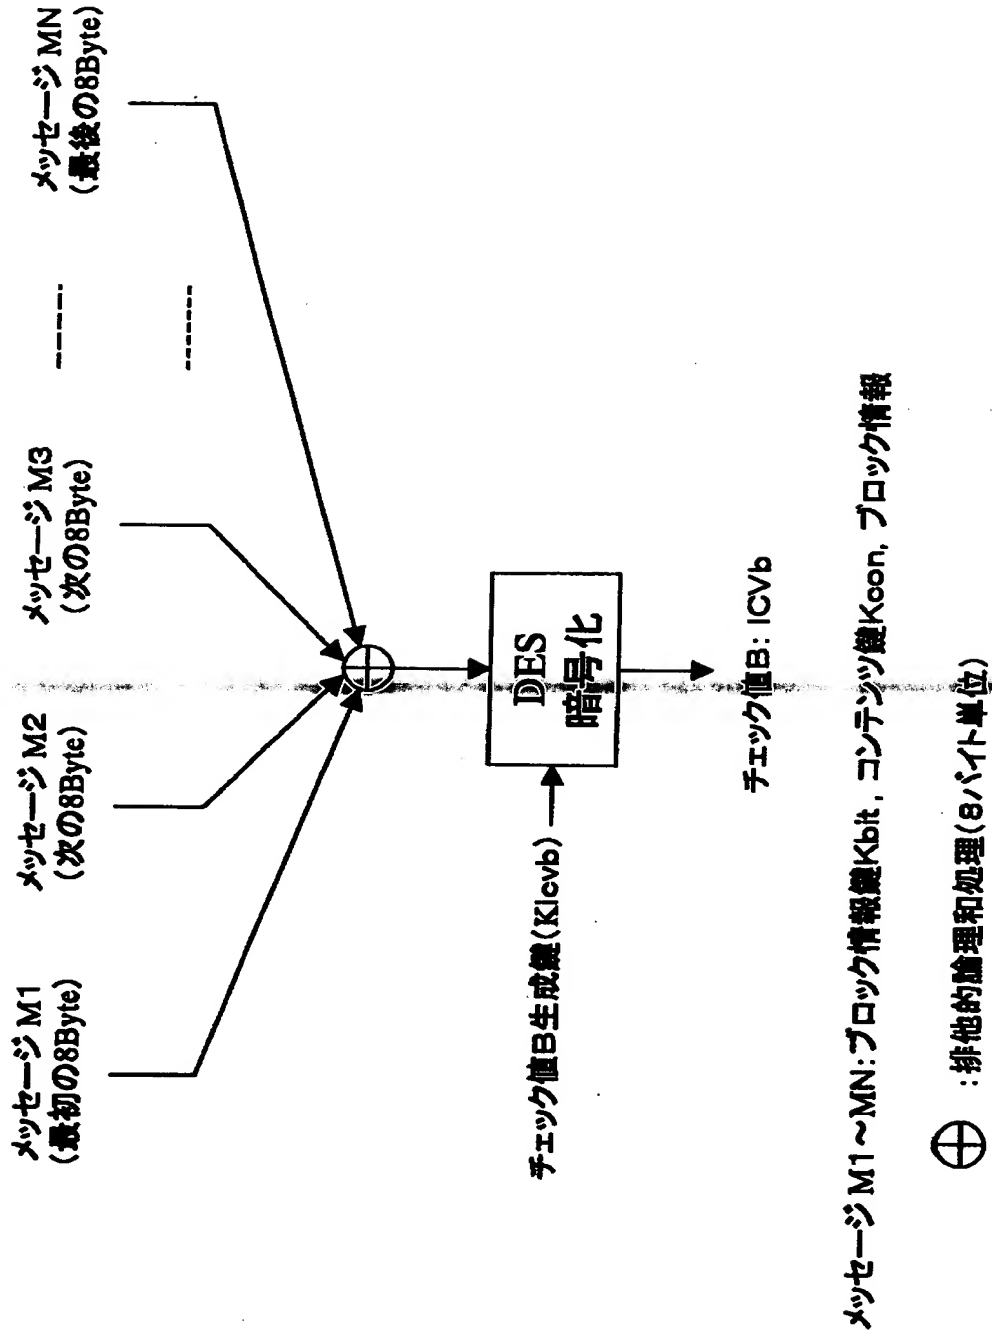 メッセージ M1
(最初の8Byte)
メッセージ M2
(次の8Byte)
メッセージ M3
(次の8Byte)
メッセージ MN
(最後の8Byte)
チェック値B生成鍵(KIcvb)
DES
暗号化
チェック値B: ICVb
メッセージ M1~MN:ブロック情報鍵Kbit, コンテンツ鍵Kcon, ブロック情報
:排他的論理和処理(8バイト単位)